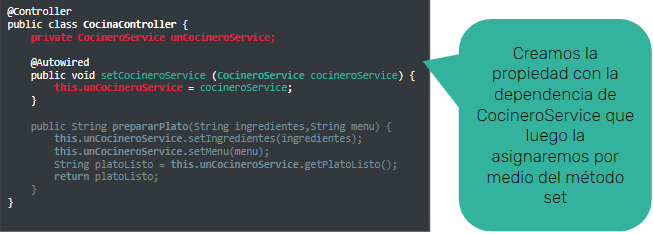 @Controller
public class CocinaController {
    private CocineroService unCocineroService;

    @Autowired
    public void setCocineroService (CocineroService cocineroService) {
        this.unCocineroService = cocineroService;
    }

    public String prepararPlato(String ingredientes,String menu) {
        this.unCocineroService.setIngredientes(ingredientes);
        this.unCocineroService.setMenu(menu);
        String platoListo = this.unCocineroService.getPlatoListo();
        return platoListo;
    }
}
Creamos la
propiedad con la
dependencia de
CocineroService que
luego la
asignaremos por
medio del método
set